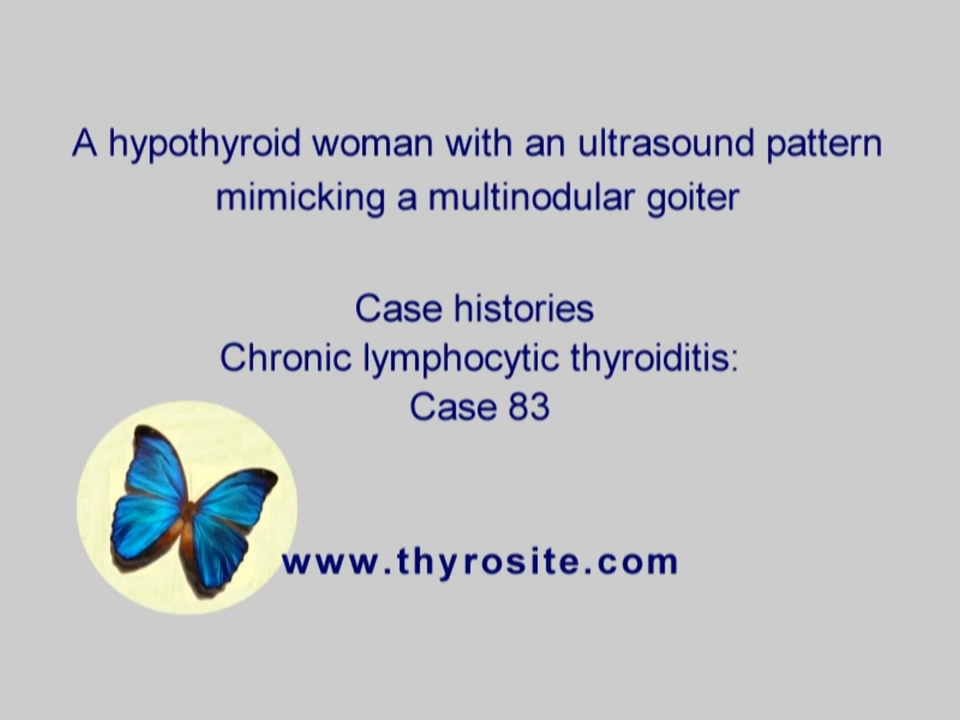 A hypothyroid woman with an ultrasound pattern
mimicking a multinodular goiter
Case histories
Chronic lymphocytic thyroiditis:
Case 83
www.thyrosite.com